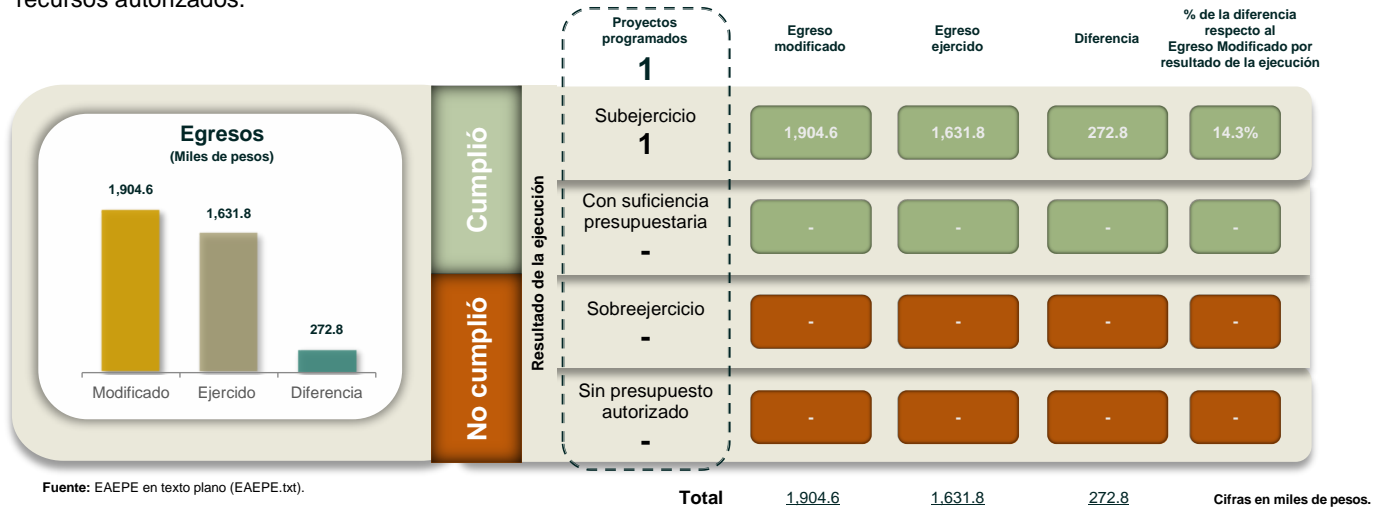 recursos autorizados.
Proyectos
programados
1
Egreso
modificado
Egreso
ejercido
Diferencia
% de la diferencia
respecto al
Egreso Modificado por
resultado de la ejecución
Egresos
(Miles de pesos)
1,904.6
1,631.8
272.8
Modificado
Ejercido
Diferencia
Cumplió
No cumplió
Resultado de la ejecución
Subejercicio
1
1,904.6
1,631.8
272.8
14.3%
Con suficiencia
presupuestaria
-
-
-
-
-
Sobreejercicio
-
-
-
-
-
Sin presupuesto
autorizado
-
-
-
-
-
Fuente: EAEPE en texto plano (EAEPE.txt).
Total
1,904.6
1,631.8
272.8
Cifras en miles de pesos.